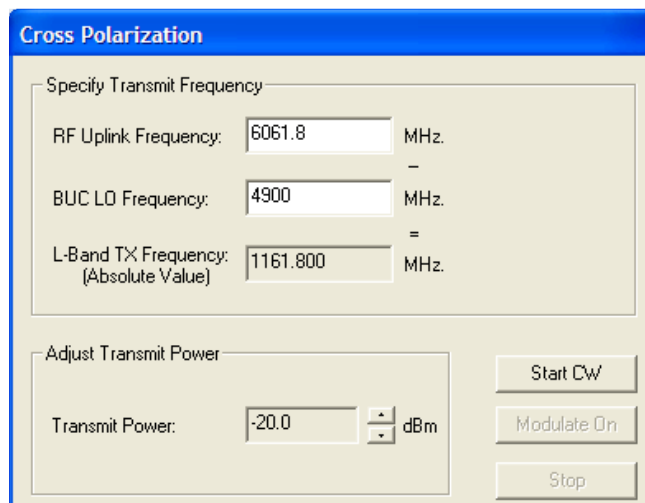 Cross Polarization
Specify Transmit Frequency
RF Uplink Frequency: 6061.8 MHz.
–
BUC LO Frequency: 4900 MHz.
=
L-Band TX Frequency: 1161.800 MHz.
(Absolute Value)
Adjust Transmit Power
Start CW
Transmit Power: -20.0 dBm
Modulate On
Stop